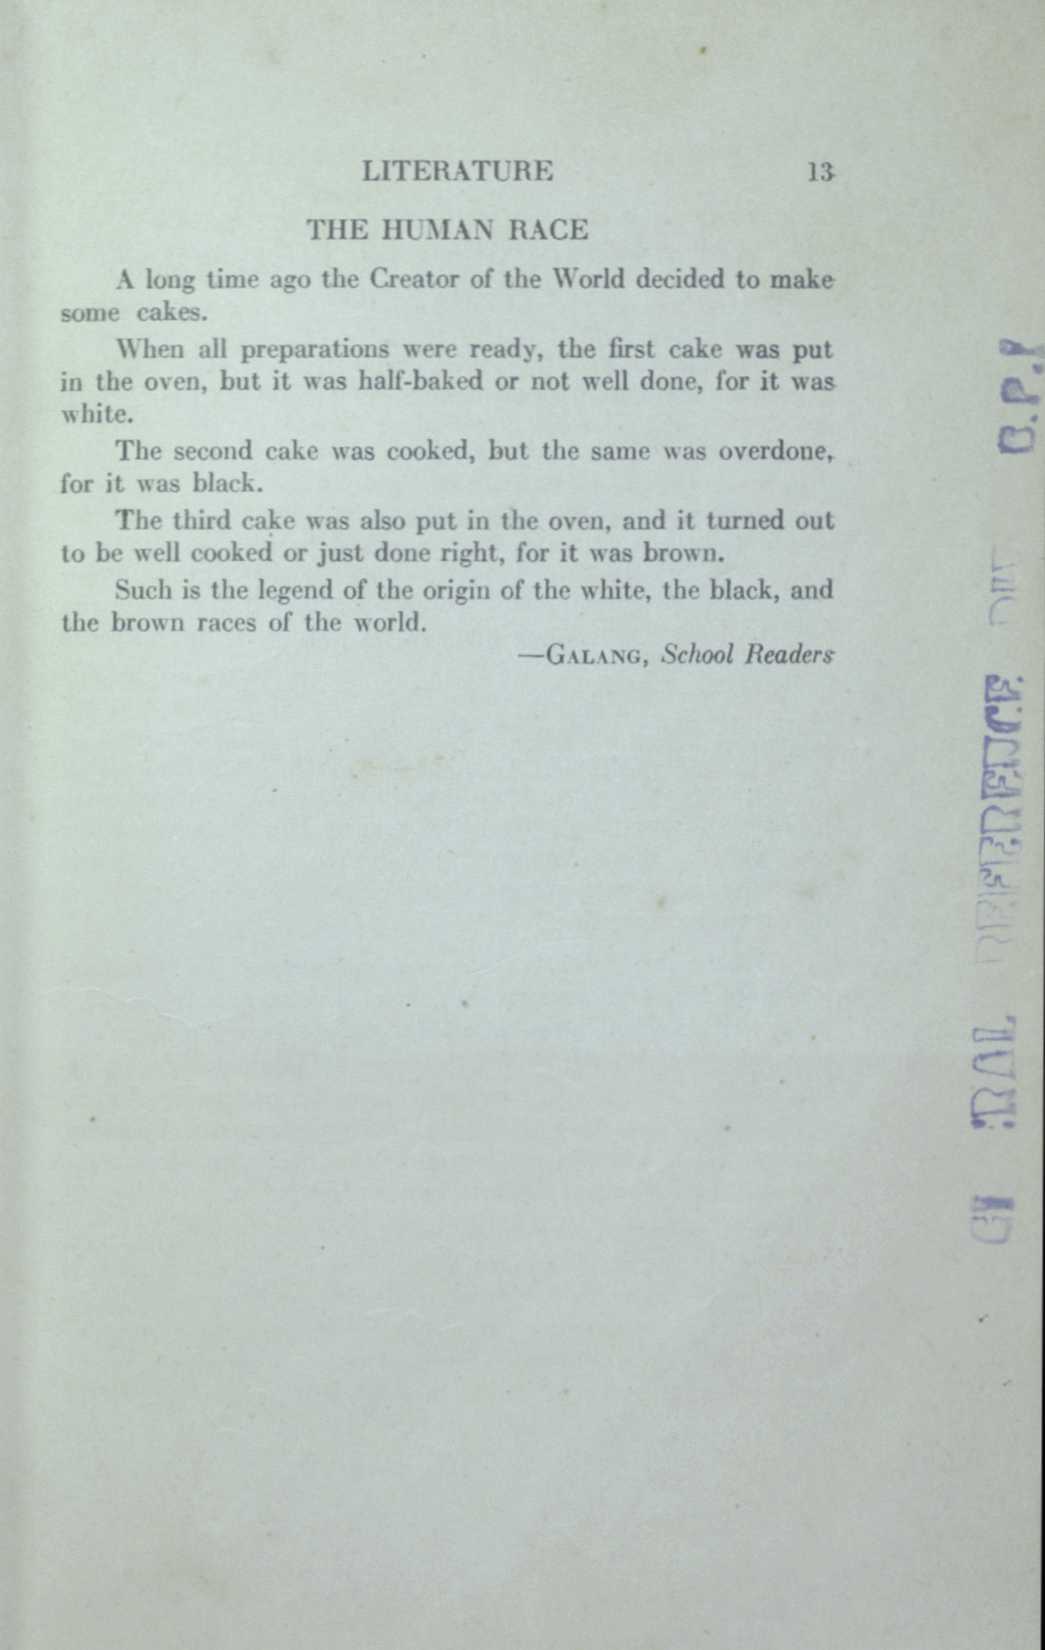 LITERATURE 13
THE HUMAN RACE
A long time ago the Creator of the World decided to make
some cakes.
When all preparations were ready, the first cake was put
in the oven, but it was half-baked or not well done, for it was
white.
The second cake was cooked, but the same was overdone,
for it was black.
The third cake was also put in the oven, and it turned out
to be well cooked or just done right, for it was brown.
Such is the legend of the origin of the white, the black, and
the brown races of the world.
—GALANG, School Readers